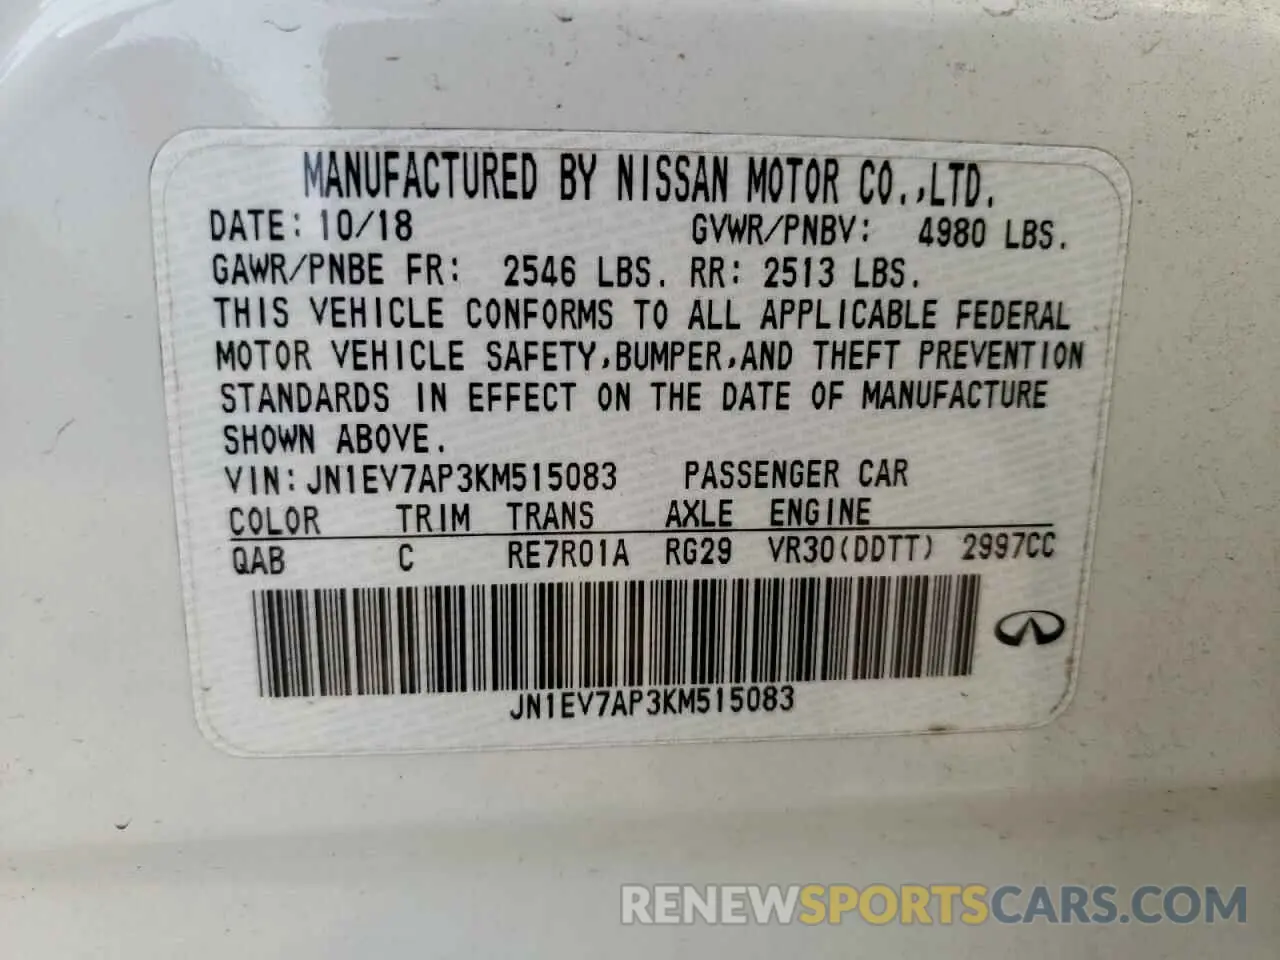 MANUFACTURED BY NISSAN MOTOR CO.,LTD.
DATE: 10/18 GVWR/PNBV: 4980 LBS.
GAWR/PNBE FR: 2546 LBS. RR: 2513 LBS.
THIS VEHICLE CONFORMS TO ALL APPLICABLE FEDERAL
MOTOR VEHICLE SAFETY,BUMPER,AND THEFT PREVENTION
STANDARDS IN EFFECT ON THE DATE OF MANUFACTURE
SHOWN ABOVE.
VIN: JN1EV7AP3KM515083 PASSENGER CAR
COLOR TRIM TRANS AXLE ENGINE
QAB C RE7R01A RG29 VR30(DDTT) 2997CC
JN1EV7AP3KM515083
RENEWSPORTSCARS.COM